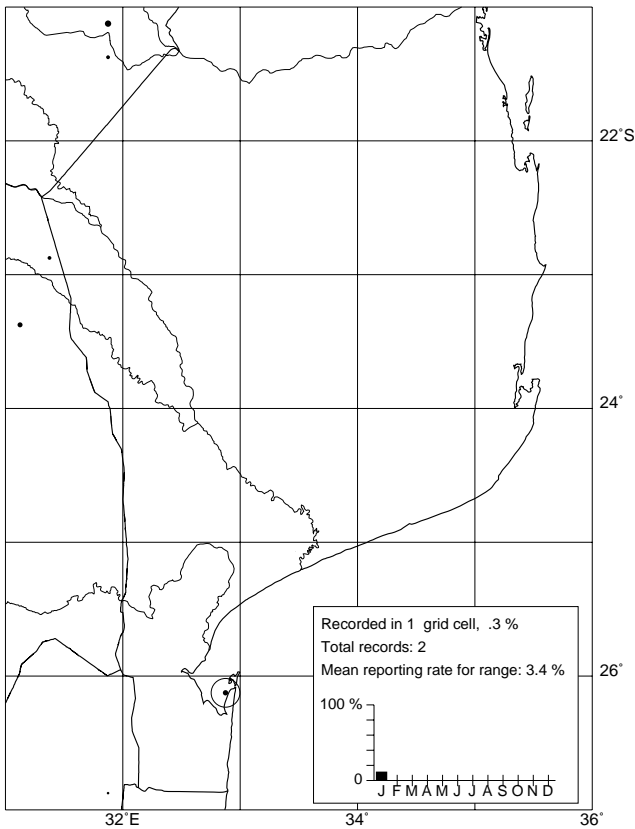 22°S
24°
26°
Recorded in 1 grid cell, .3 %
Total records: 2
Mean reporting rate for range: 3.4 %
100 %
0
J F M A M J J A S O N D
32°E
34°
36°